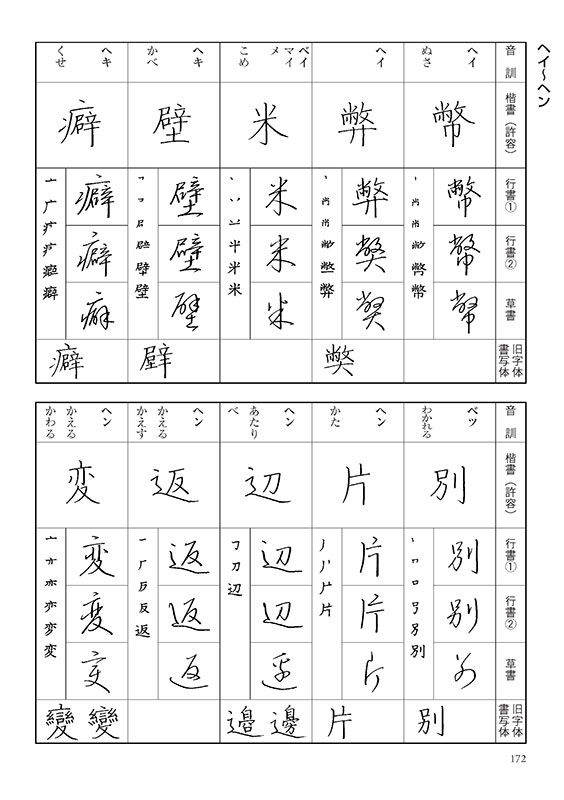 ヘイ〜ヘン
音 訓
楷書（許容）
行書①
行書②
草書
旧字体
書写体
ヘイ
ぬさ
幣
幣
幣
幣
ヘイ
弊
弊
弊
弊
弊
ベイ
マイ
メ
こめ
米
米
米
米
ヘキ
かべ
壁
壁
壁
壁
壁
ヘキ
くせ
癖
癖
癖
癖
癖
音 訓
楷書（許容）
行書①
行書②
草書
旧字体
書写体
ベツ
わかれる
別
別
別
別
別
ヘン
かた
片
片
片
片
片
ヘン
あたり
べ
辺
辺
辺
辺
邊 邉
ヘン
かえる
かえす
返
返
返
返
ヘン
かえる
かわる
変
変
変
変
變 變
172